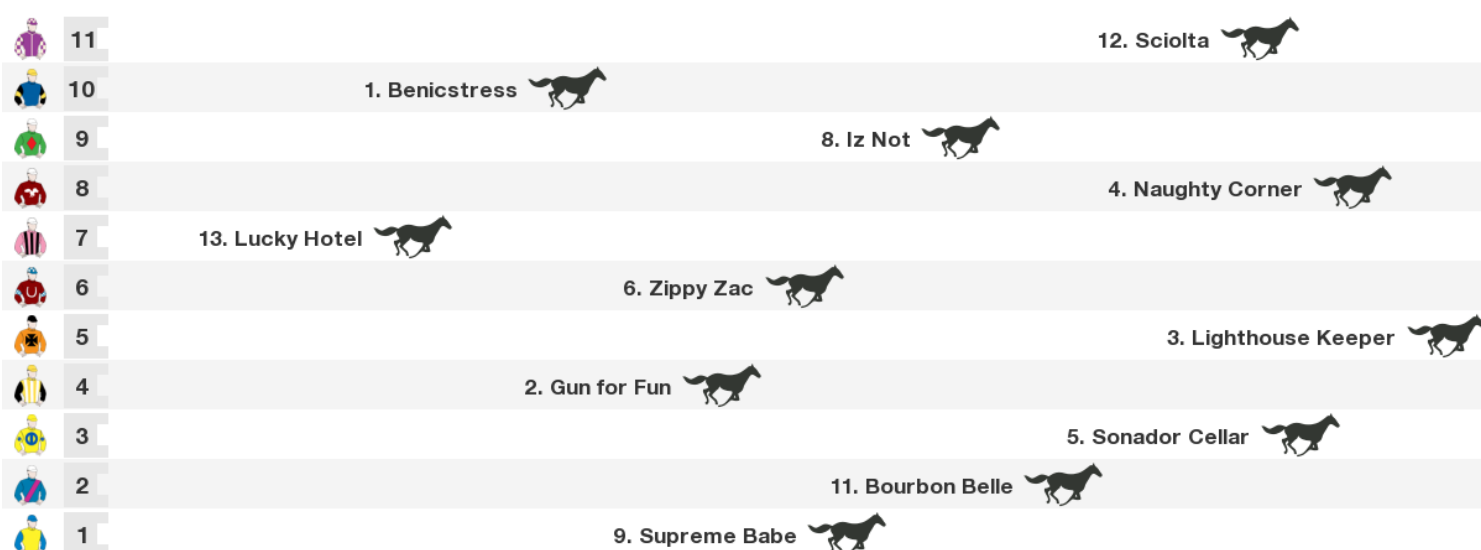 11 12. Sciolta
10 1. Benicstress
9 8. Iz Not
8 4. Naughty Corner
7 13. Lucky Hotel
6 6. Zippy Zac
5 3. Lighthouse Keeper
4 2. Gun for Fun
3 5. Sonador Cellar
2 11. Bourbon Belle
1 9. Supreme Babe